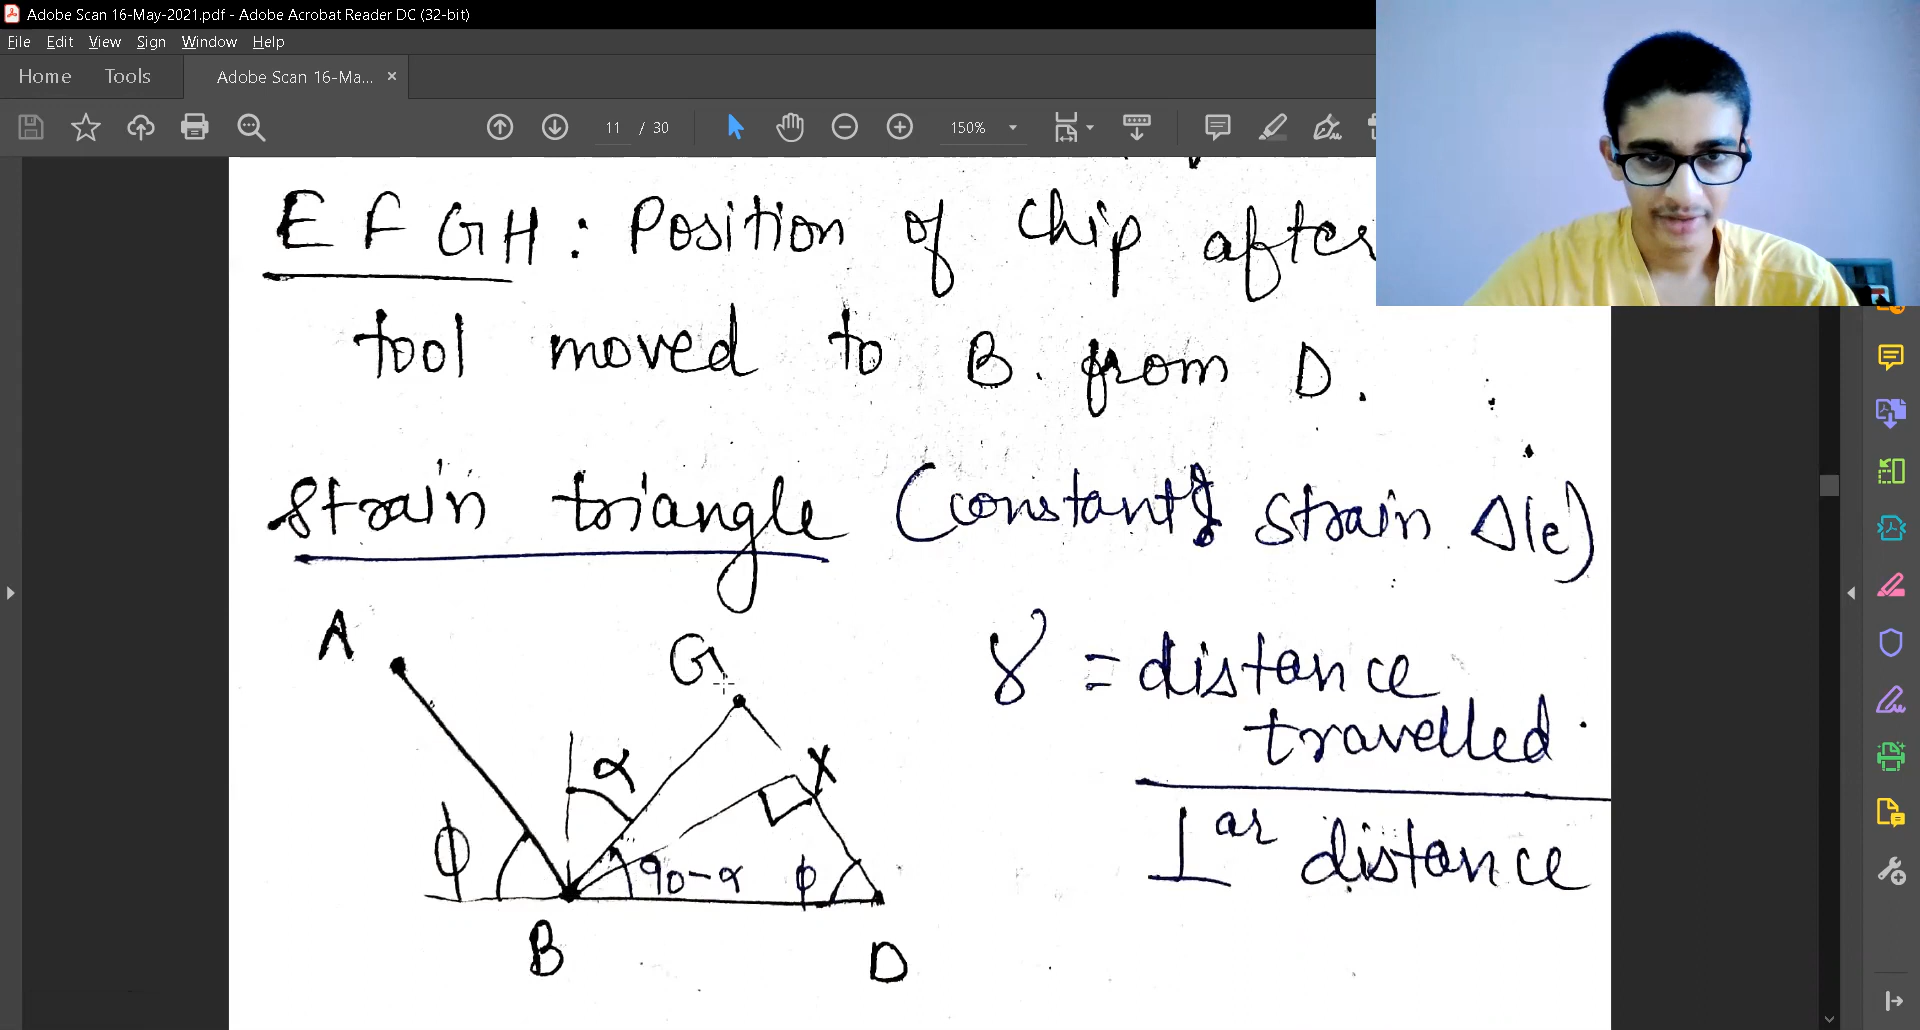 Adobe Scan 16-May-2021.pdf - Adobe Acrobat Reader DC (32-bit)
File Edit View Sign Window Help
Home Tools Adobe Scan 16-Ma... ×
11 / 30 150%
E F G H : Position of chip after
tool moved to B. from D.
Strain triangle (constant strain Δle)
A
G
γ = distance
travelled
⊥ar distance
α
X
ϕ
90-α
ϕ
B
D